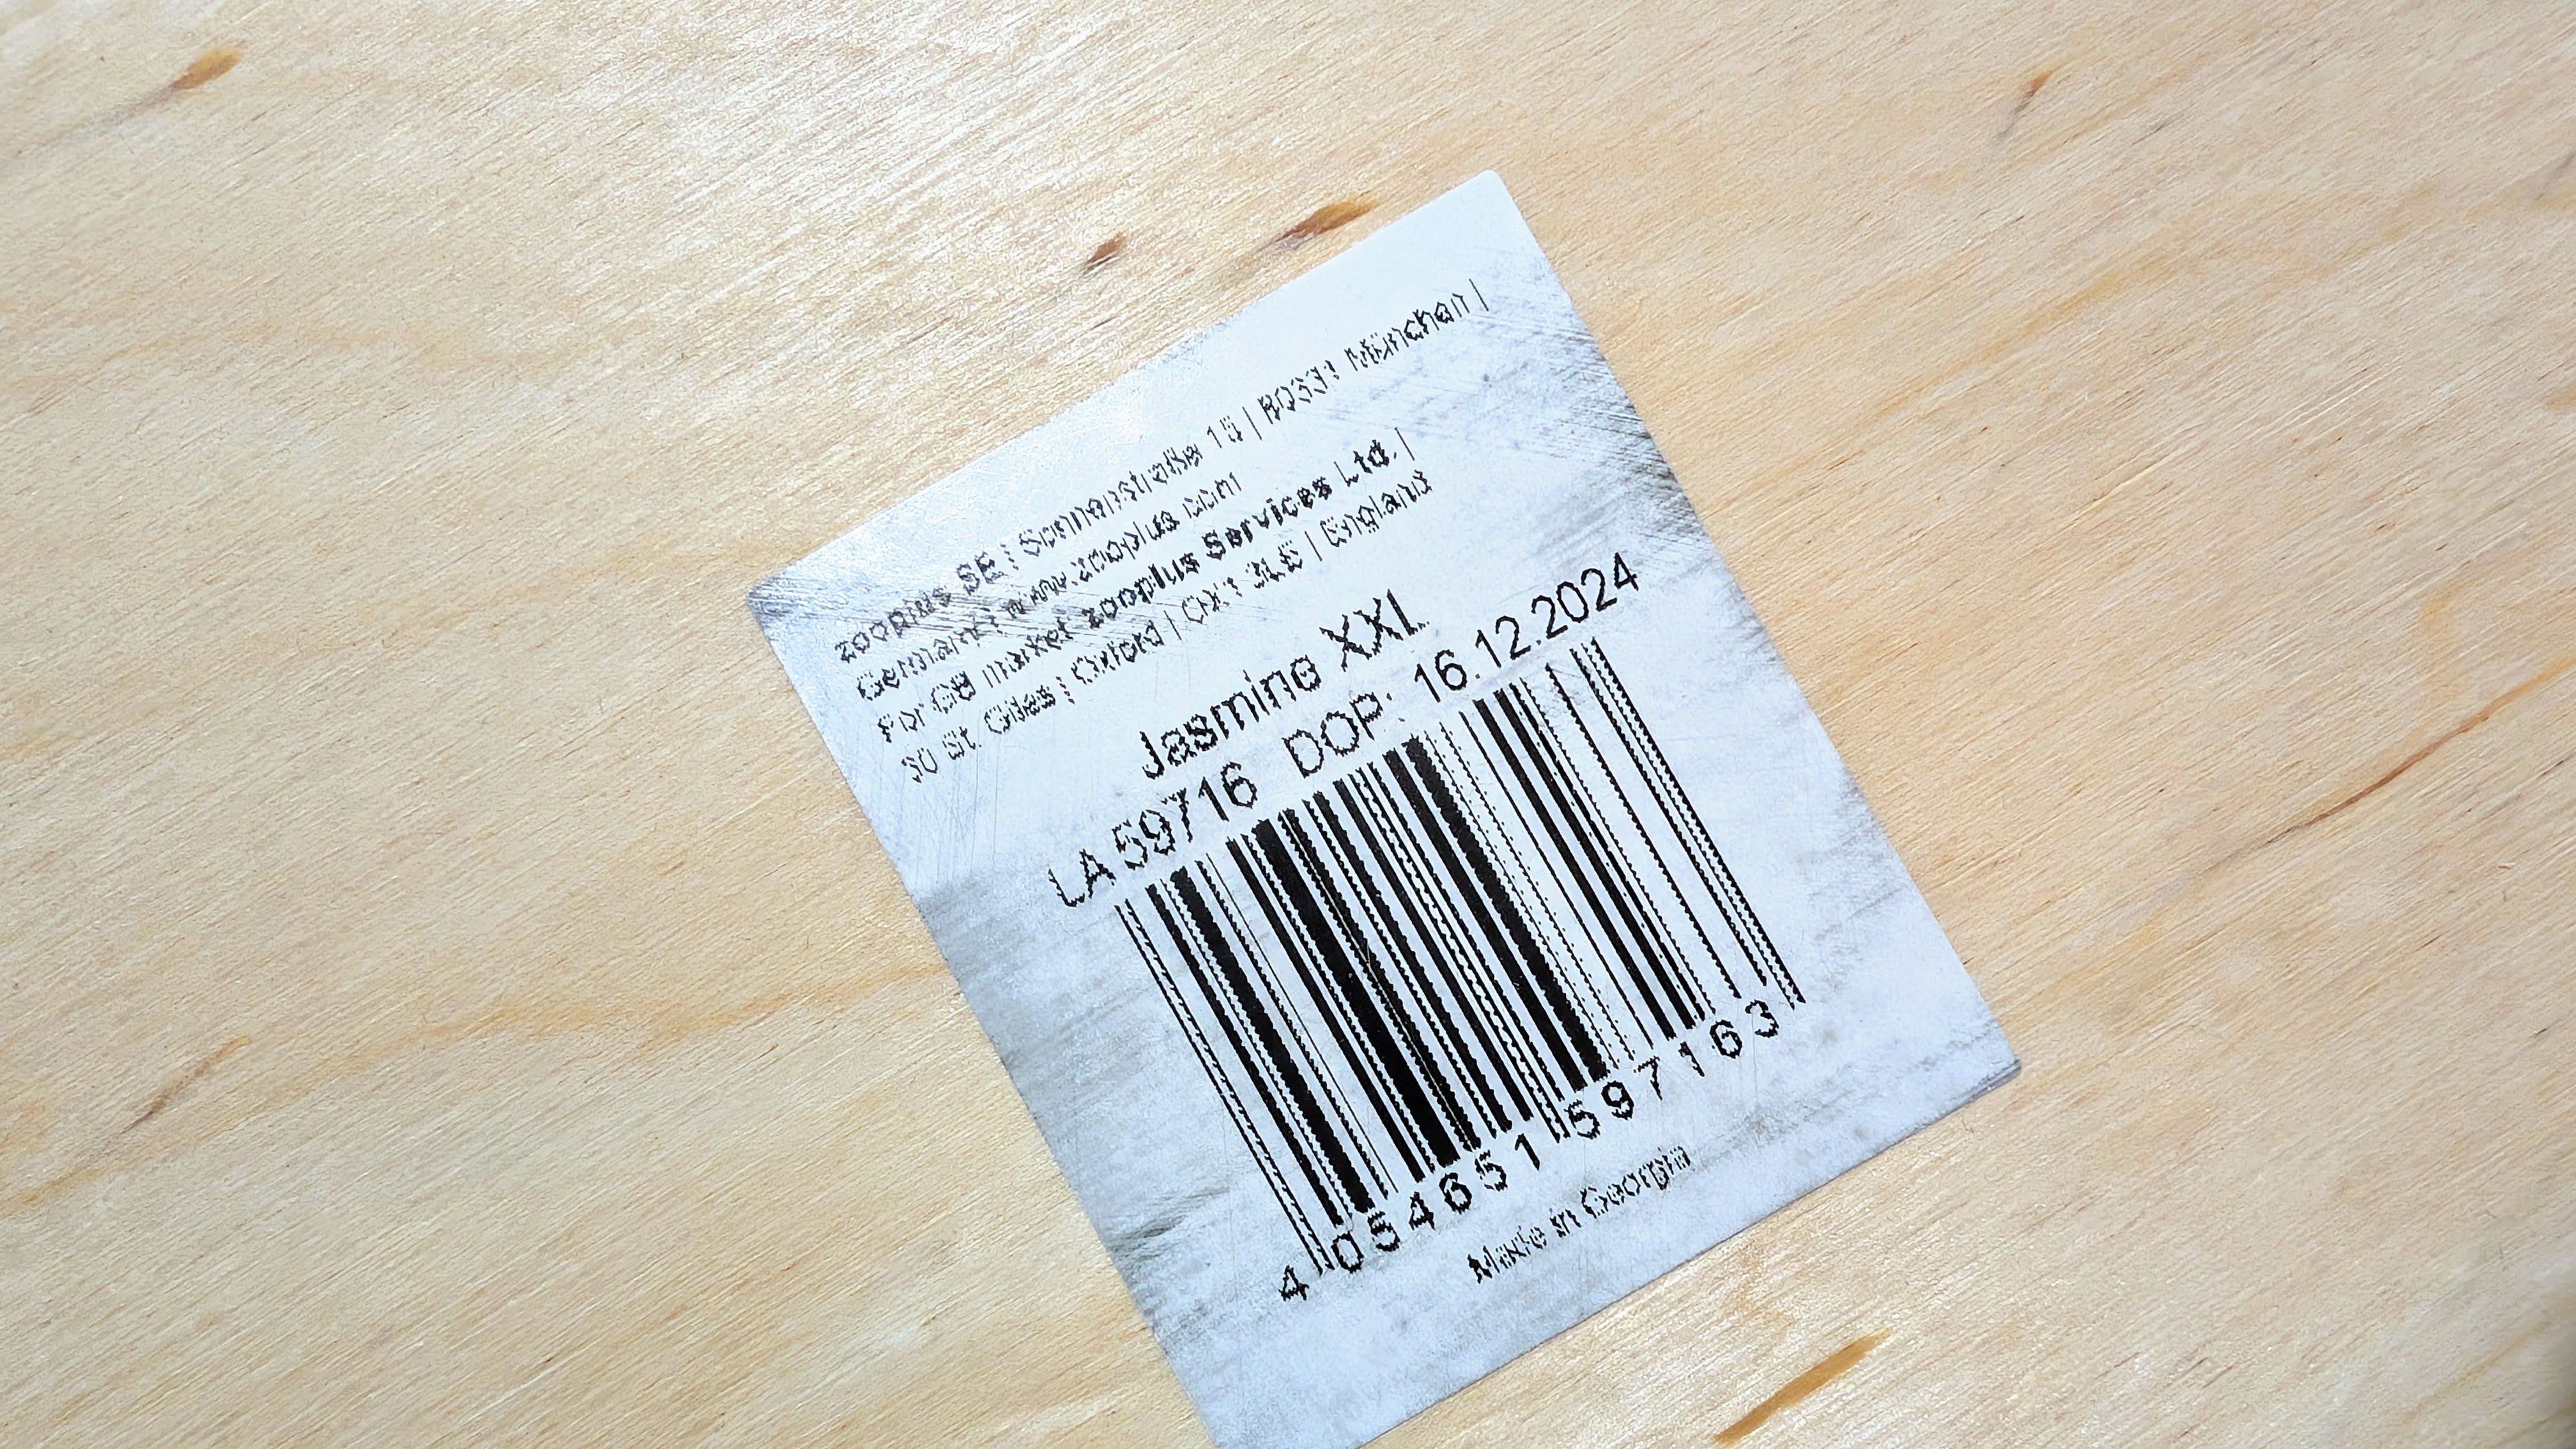 zooplus SE | Sonnenstraße 15 | 80331 München |
Germany | www.zooplus.com
For GB market zooplus Services Ltd. |
30 St. Giles | Oxford | OX1 3LE | England
Jasmine XXL
LA 59716 DOP: 16.12.2024
4 054651 597163
Made in Georgia